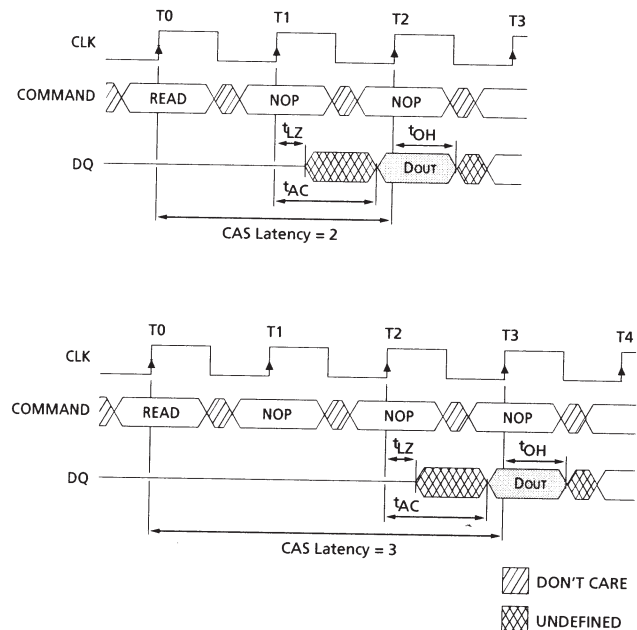 T0 T1 T2 T3
CLK
COMMAND READ NOP NOP
tLZ tOH
DQ DOUT
tAC
CAS Latency = 2
T0 T1 T2 T3 T4
CLK
COMMAND READ NOP NOP NOP
tLZ tOH
DQ DOUT
tAC
CAS Latency = 3
DON'T CARE
UNDEFINED